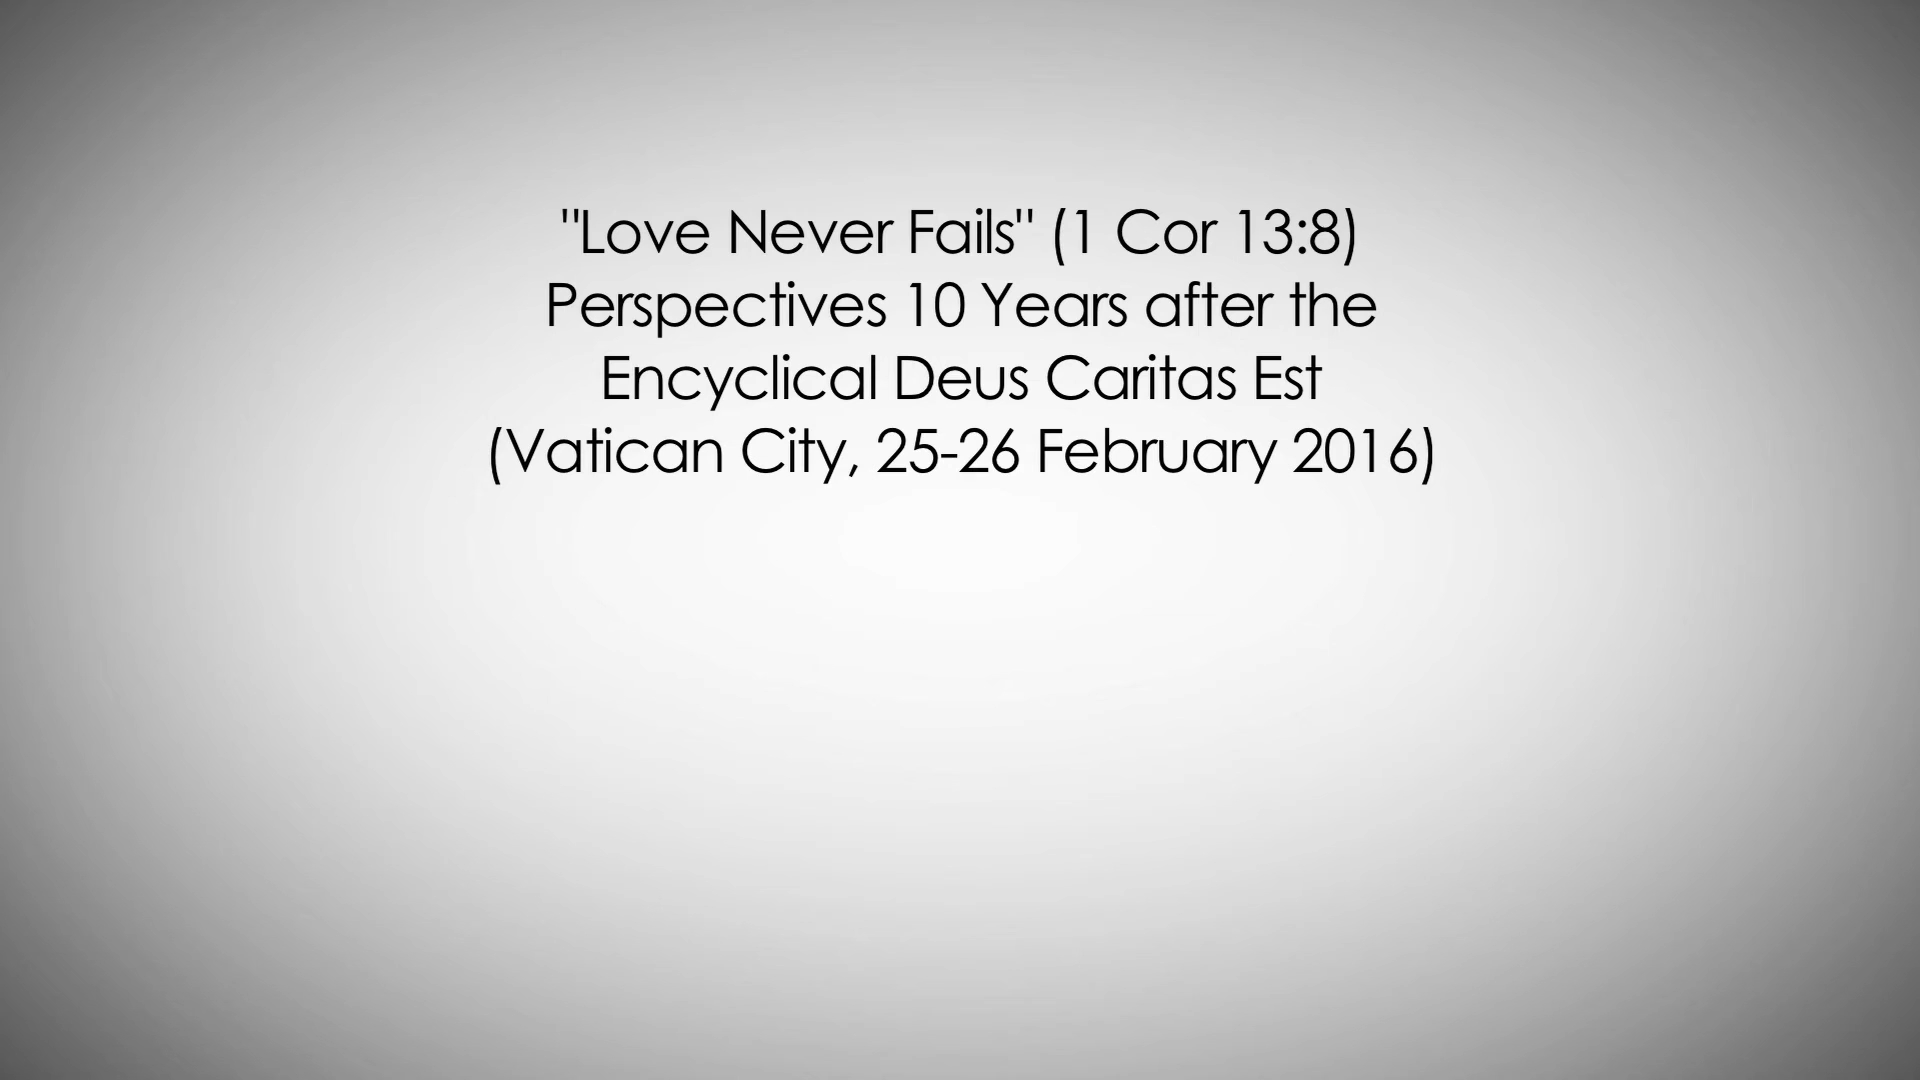 "Love Never Fails" (1 Cor 13:8)
Perspectives 10 Years after the
Encyclical Deus Caritas Est
(Vatican City, 25-26 February 2016)